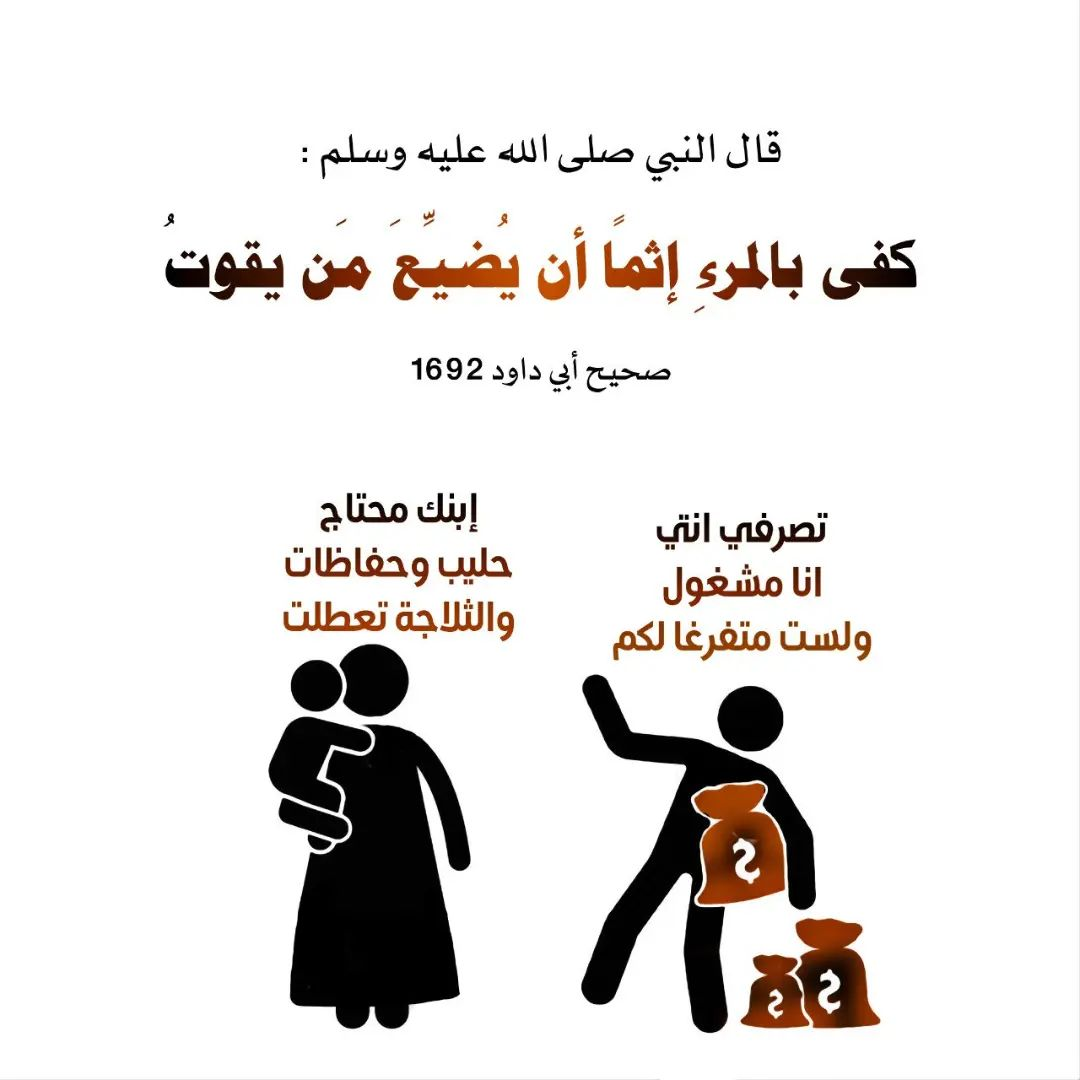 قال النبي صلى الله عليه وسلم :
كفى بالمرءِ إثمًا أن يُضيِّعَ مَن يقوتُ
صحيح أبي داود 1692
تصرفي انتي
انا مشغول
ولست متفرغا لكم
إبنك محتاج
حليب وحفاظات
والثلاجة تعطلت
$
$
$